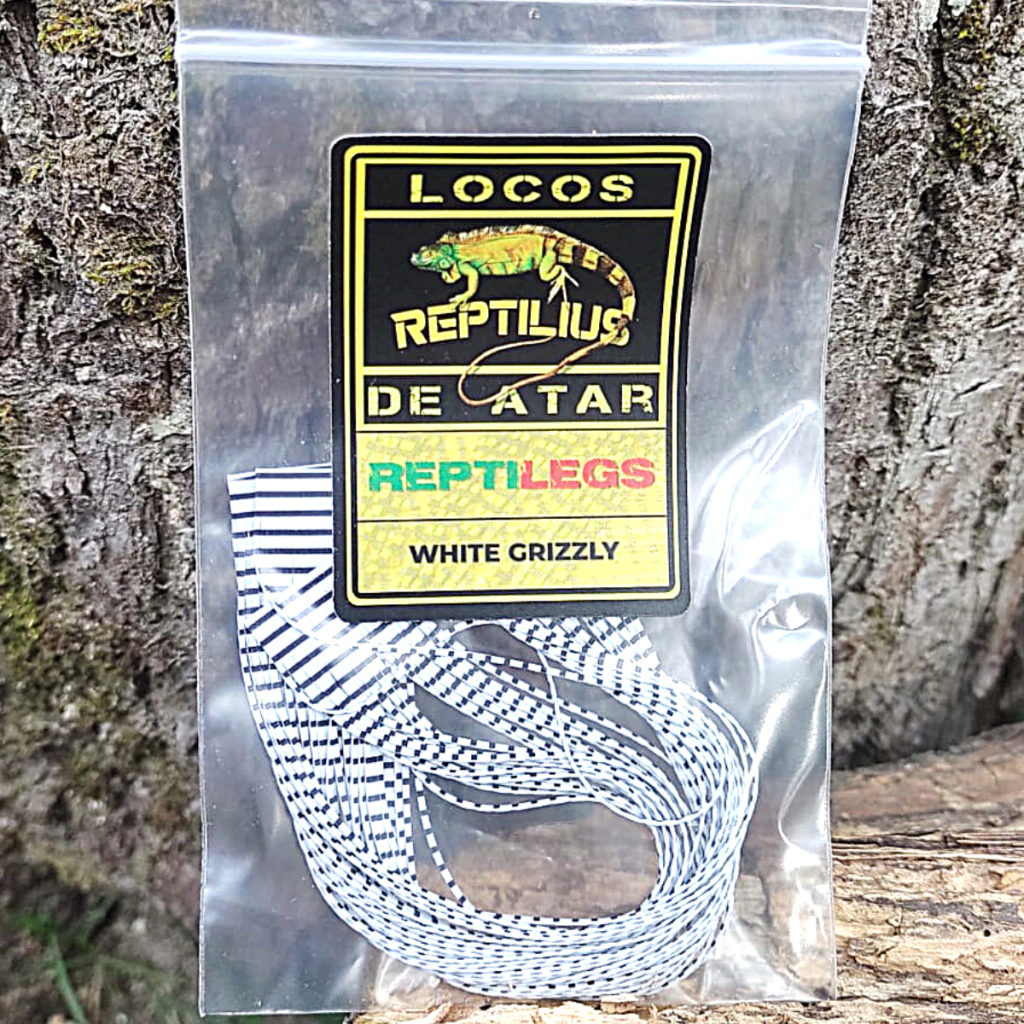 LOCOS
REPTILIUS
DE ATAR
REPTILEGS
WHITE GRIZZLY